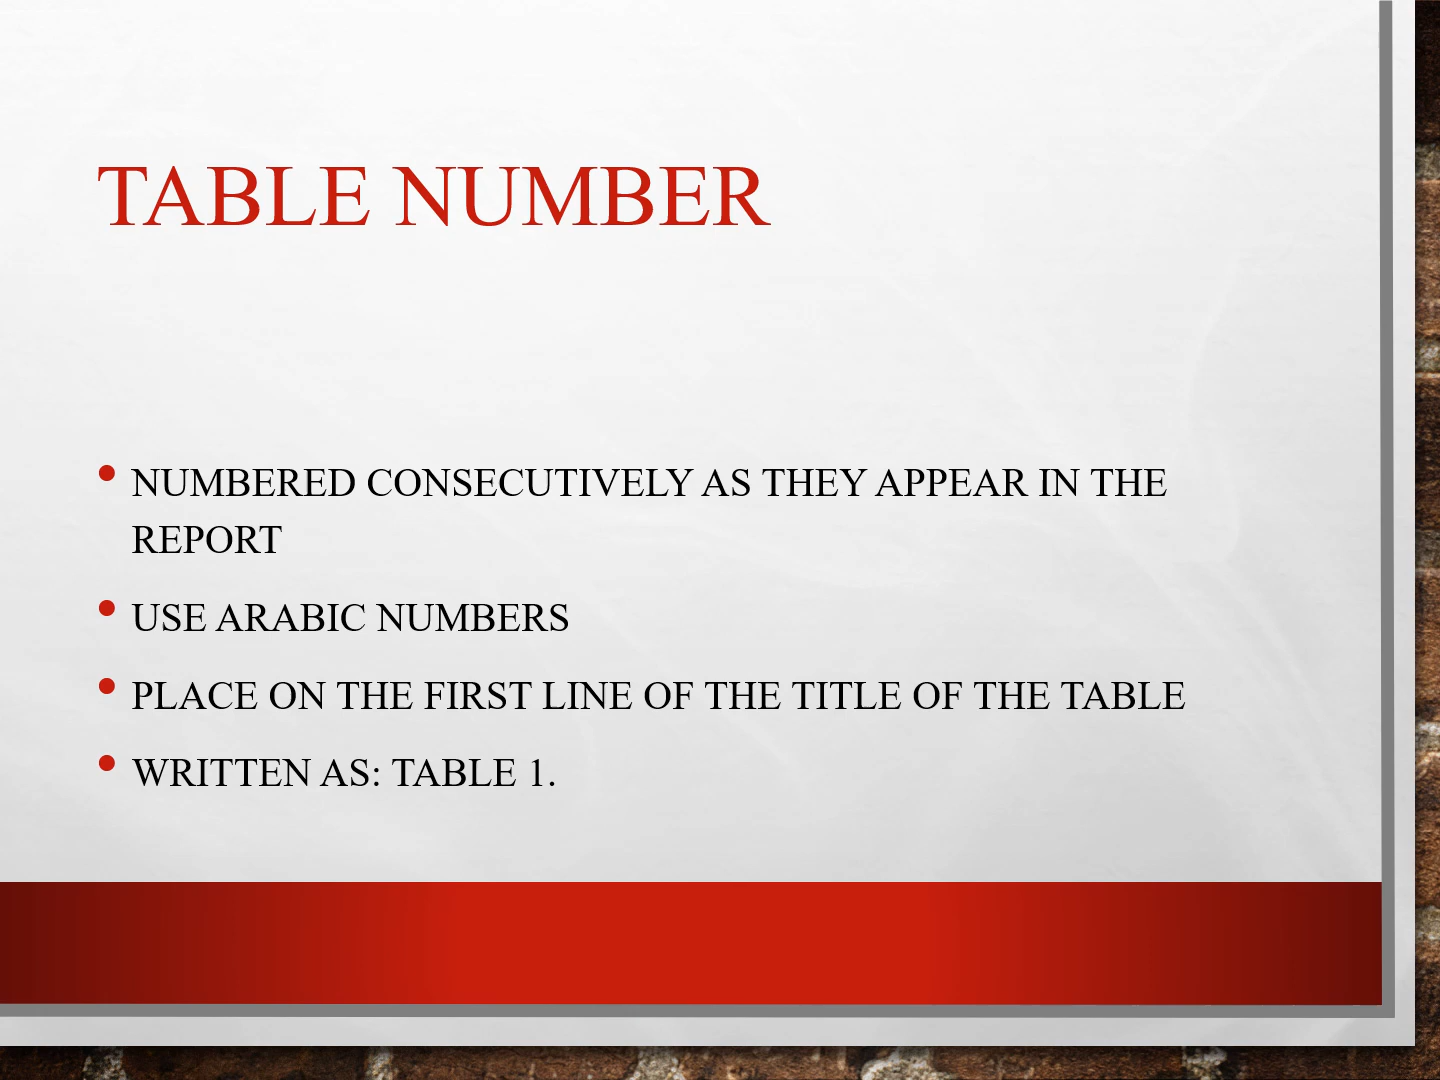 TABLE NUMBER
• NUMBERED CONSECUTIVELY AS THEY APPEAR IN THE
REPORT
• USE ARABIC NUMBERS
• PLACE ON THE FIRST LINE OF THE TITLE OF THE TABLE
• WRITTEN AS: TABLE 1.